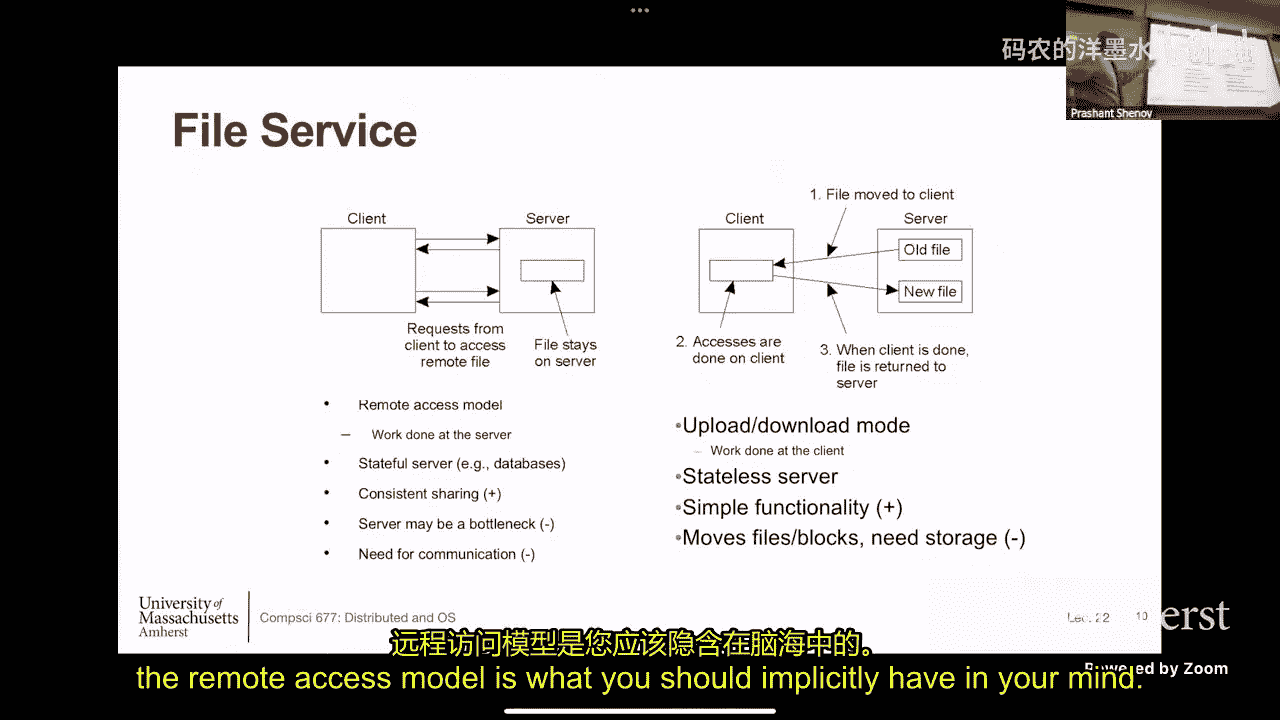 码农的洋墨水
Prashant Shenoy
File Service
Client
Server
Requests from
client to access
remote file
File stays
on server
1. File moved to client
Client
Server
Old file
New file
2. Accesses are
done on client
3. When client is done,
file is returned to
server
• Remote access model
– Work done at the server
• Stateful server (e.g., databases)
• Consistent sharing (+)
• Server may be a bottleneck (-)
• Need for communication (-)
•Upload/download mode
– Work done at the client
•Stateless server
•Simple functionality (+)
•Moves files/blocks, need storage (-)
University of
Massachusetts
Amherst
Compsci 677: Distributed and OS
Lec. 22
10
erst
远程访问模型是您应该隐含在脑海中的。
the remote access model is what you should implicitly have in your mind.
Powered by Zoom